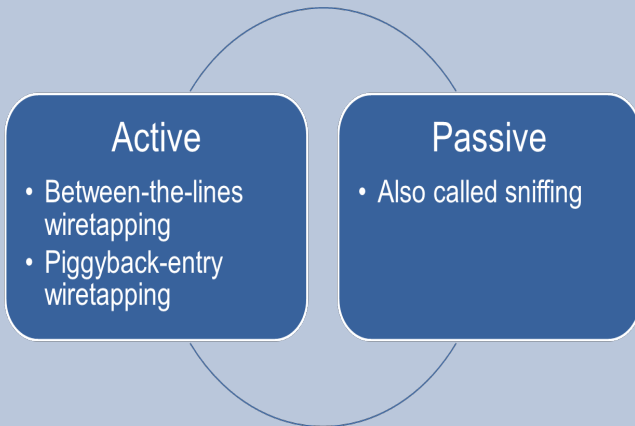 Active
• Between-the-lines
wiretapping
• Piggyback-entry
wiretapping
Passive
• Also called sniffing